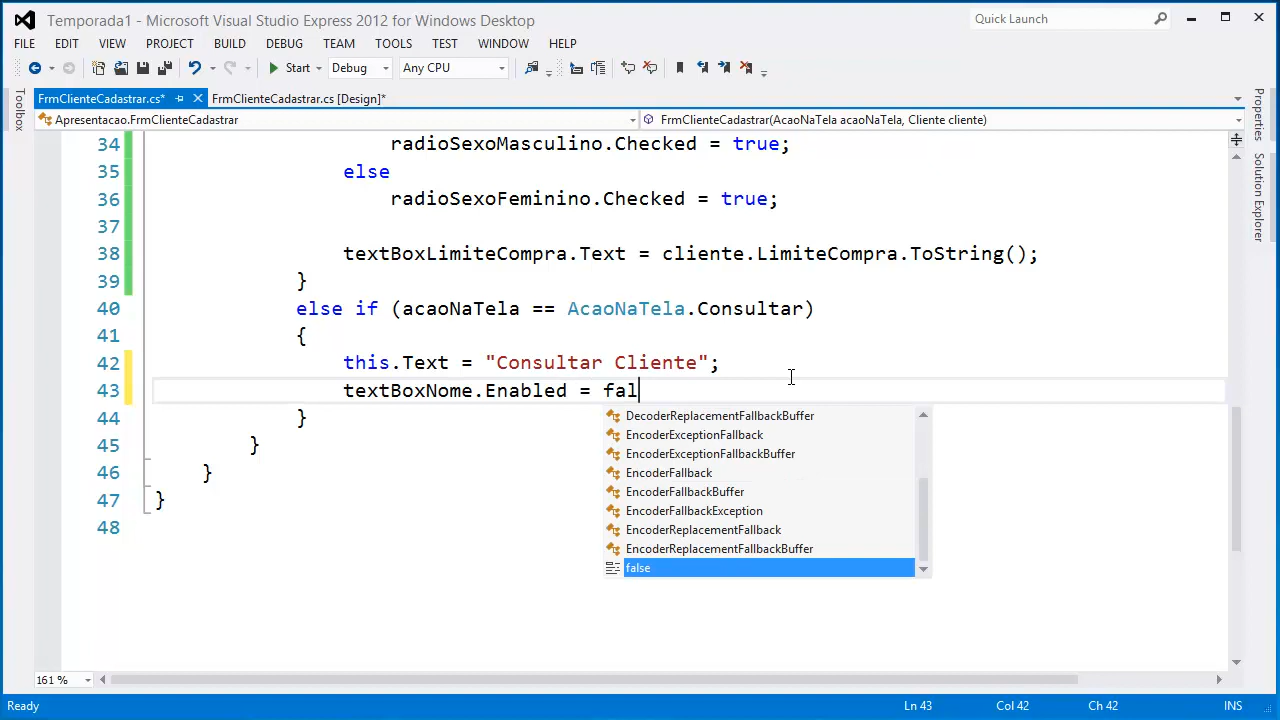 Temporada1 - Microsoft Visual Studio Express 2012 for Windows Desktop
Quick Launch
FILE EDIT VIEW PROJECT BUILD DEBUG TEAM TOOLS TEST WINDOW HELP
Start Debug Any CPU
FrmClienteCadastrar.cs* FrmClienteCadastrar.cs [Design]*
Apresentacao.FrmClienteCadastrar FrmClienteCadastrar(AcaoNaTela acaoNaTela, Cliente cliente)
Toolbox
Properties
Solution Explorer
34 radioSexoMasculino.Checked = true;
35 else
36 radioSexoFeminino.Checked = true;
37
38 textBoxLimiteCompra.Text = cliente.LimiteCompra.ToString();
39 }
40 else if (acaoNaTela == AcaoNaTela.Consultar)
41 {
42 this.Text = "Consultar Cliente";
43 textBoxNome.Enabled = fal
44 }
45 }
46 }
47 }
48
DecoderReplacementFallbackBuffer
EncoderExceptionFallback
EncoderExceptionFallbackBuffer
EncoderFallback
EncoderFallbackBuffer
EncoderFallbackException
EncoderReplacementFallback
EncoderReplacementFallbackBuffer
false
161 %
Ready Ln 43 Col 42 Ch 42 INS